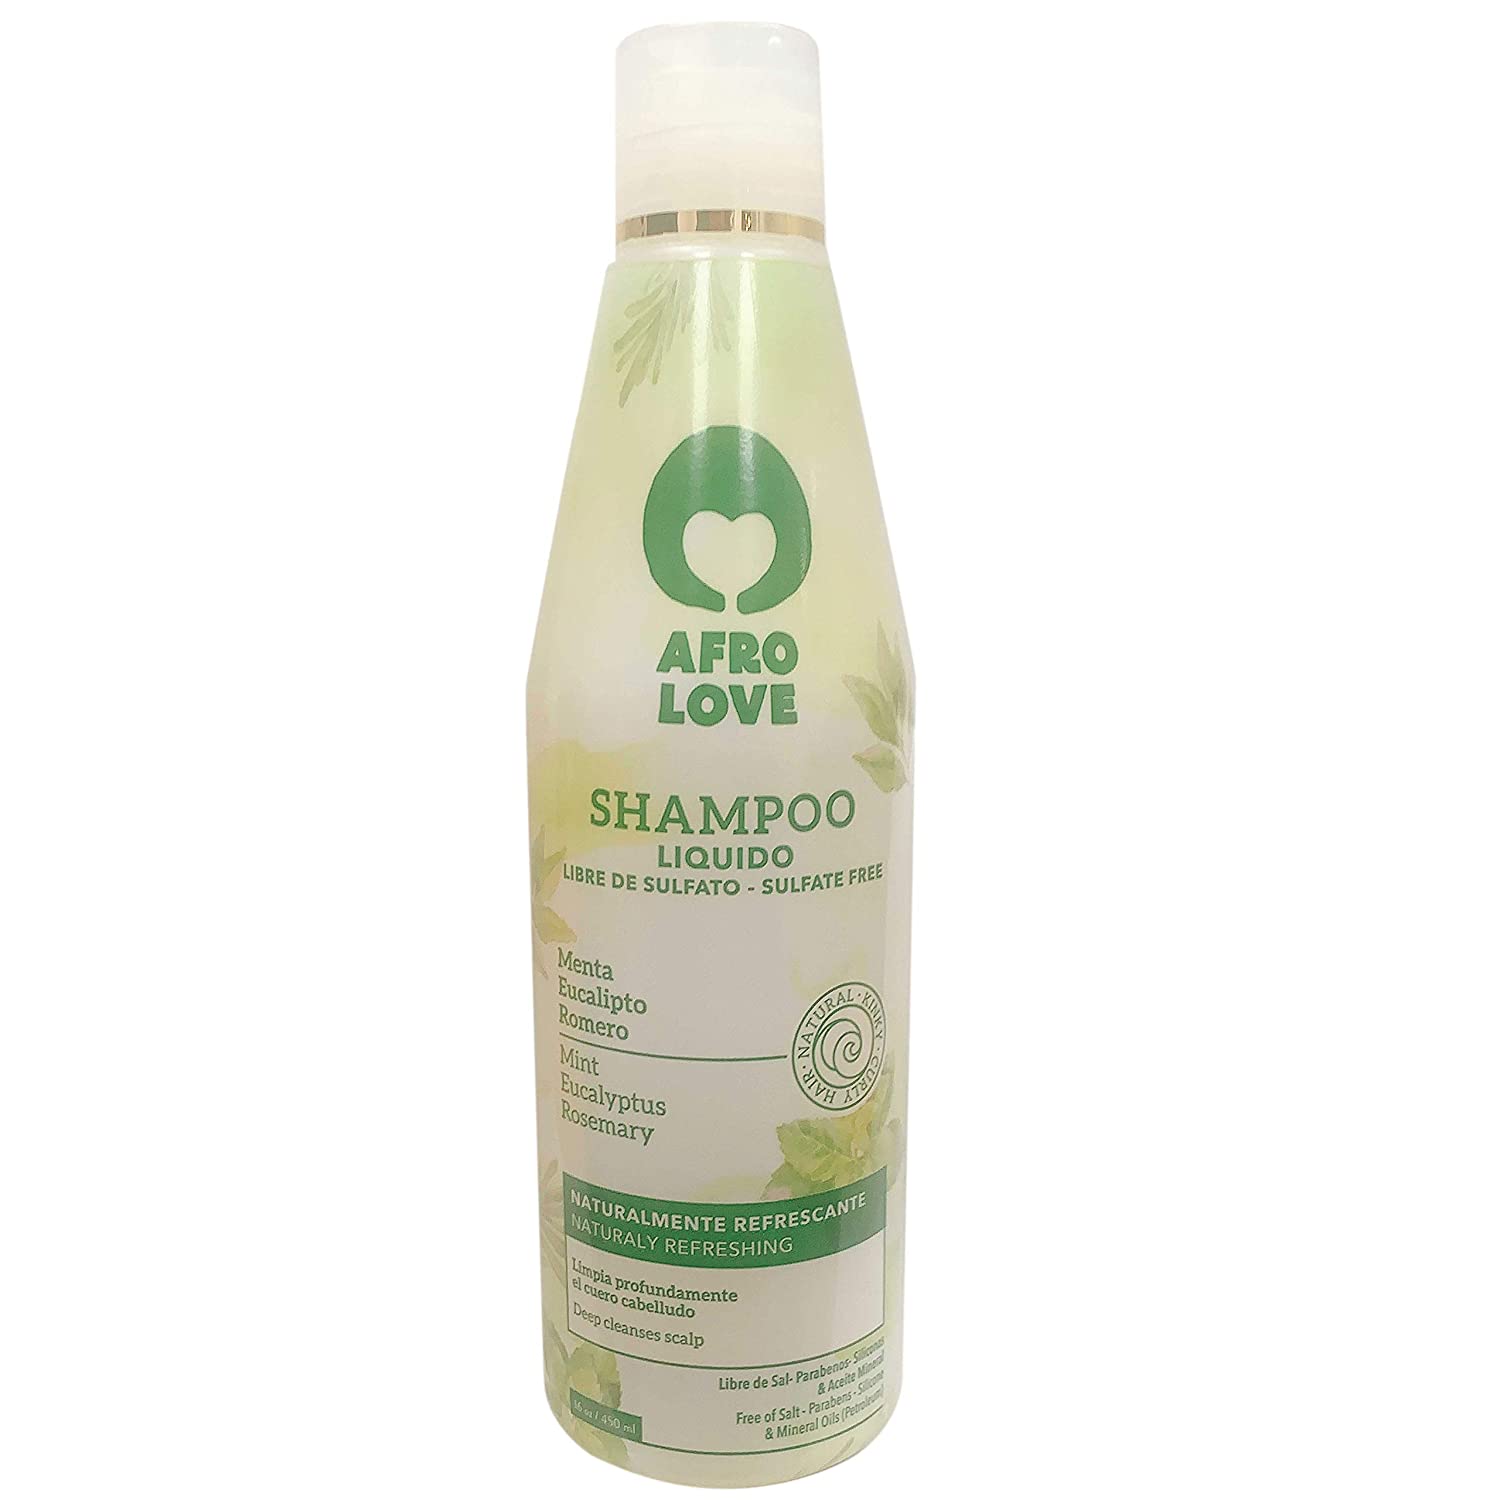 AFRO
LOVE
SHAMPOO
LIQUIDO
LIBRE DE SULFATO - SULFATE FREE
Menta
Eucalipto
Romero
Mint
Eucalyptus
Rosemary
NATURAL · KINKY · CURLY HAIR ·
NATURALMENTE REFRESCANTE
NATURALY REFRESHING
Limpia profundamente
el cuero cabelludo
Deep cleanses scalp
Libre de Sal- Parabenos- Siliconas
& Aceite Mineral
Free of Salt - Parabens - Silicone
& Mineral Oils (Petroleum)
16 oz / 450 ml